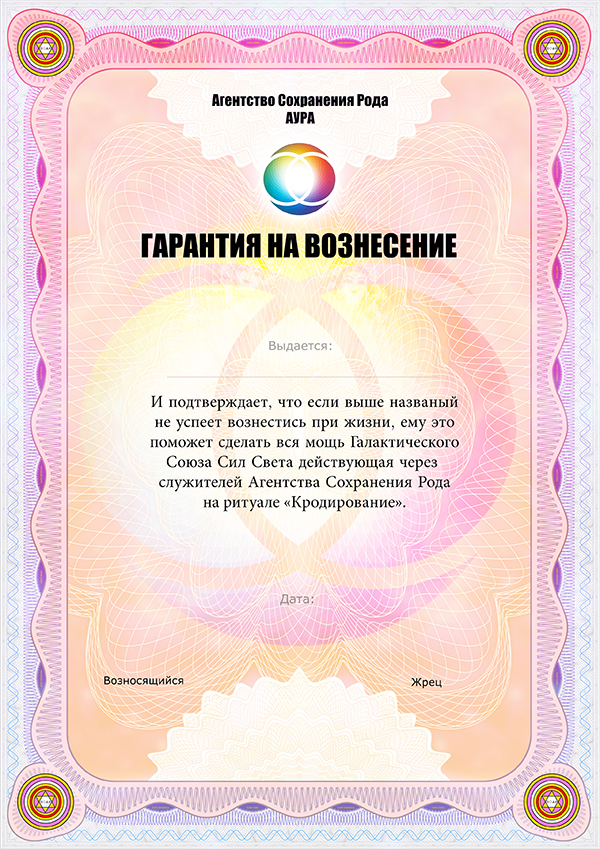 Агентство Сохранения Рода
АУРА
ГАРАНТИЯ НА ВОЗНЕСЕНИЕ
Выдается:
И подтверждает, что если выше названый
не успеет вознестись при жизни, ему это
поможет сделать вся мощь Галактического
Союза Сил Света действующая через
служителей Агентства Сохранения Рода
на ритуале «Кродирование».
Дата:
Возносящийся
Жрец